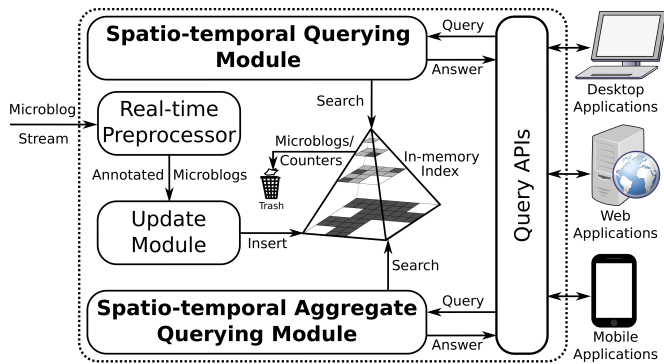 Spatio-temporal Querying
Module
Query
Answer
Desktop
Applications
Microblog
Stream
Real-time
Preprocessor
Search
Microblogs/
Counters
In-memory
Index
Trash
Annotated Microblogs
Query APIs
Update
Module
Insert
Web
Applications
Search
Spatio-temporal Aggregate
Querying Module
Query
Answer
Mobile
Applications